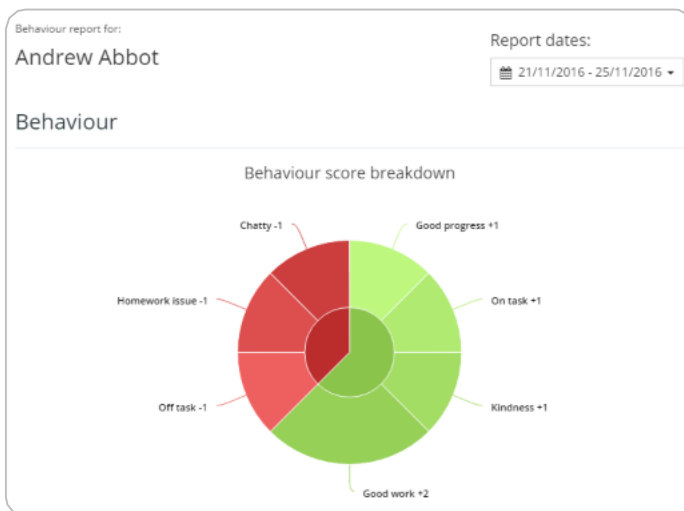 Behaviour report for:
Andrew Abbot
Report dates:
21/11/2016 - 25/11/2016
Behaviour
Behaviour score breakdown
Chatty -1
Good progress +1
Homework issue -1
On task +1
Off task -1
Kindness +1
Good work +2